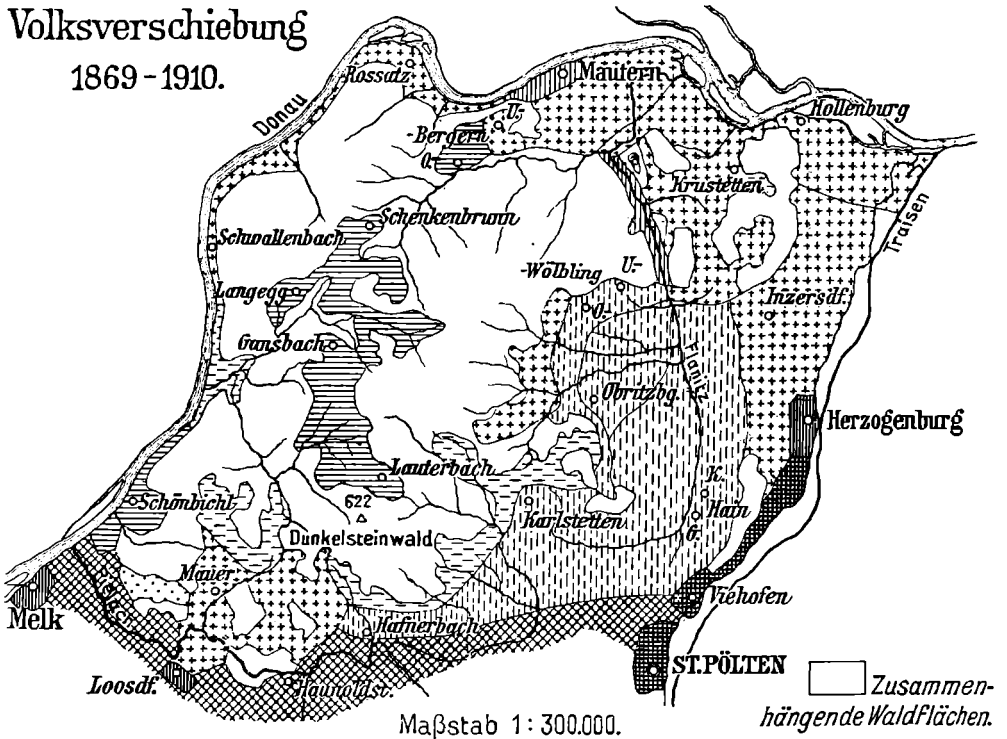 Volksverschiebung
1869-1910.
Rossatz
Mautern
Hollenburg
Donau
U.-
-Bergern
O.-
Krustetten
Traisen
Schenkenbrunn
Schwallenbach
-Wölbling
U.-
O.-
Langegg
Inzersdf.
Gansbach
Flanitz
Obritzbg.
Herzogenburg
Lauterbach
K.
Hain
G.
622
Schönbichl
Karlstetten
Dunkelsteinwald
Mauer
Viehofen
Melk
Hafnerbach
ST. PÖLTEN
Loosdf.
Haunoldst.
Zusammen-
hängende Waldflächen.
Maßstab 1:300.000.